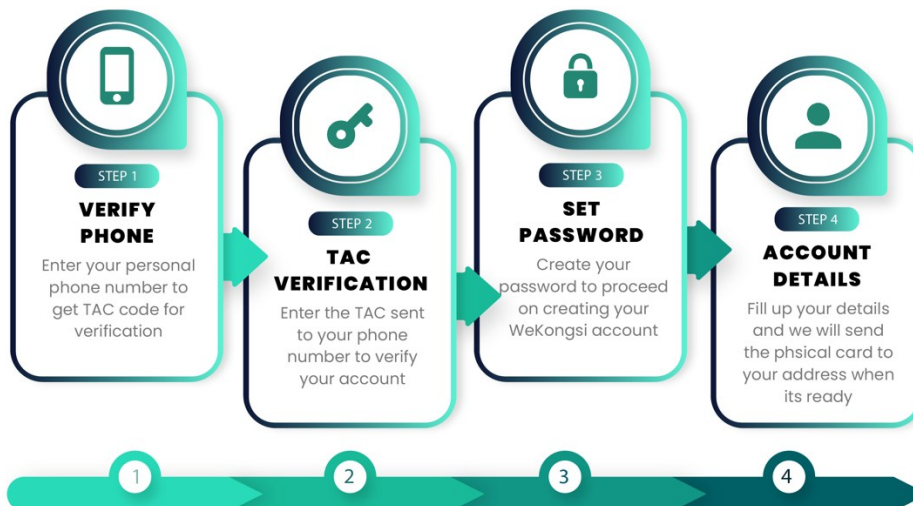 STEP 1
VERIFY
PHONE
Enter your personal
phone number to
get TAC code for
verification
STEP 2
TAC
VERIFICATION
Enter the TAC sent
to your phone
number to verify
your account
STEP 3
SET
PASSWORD
Create your
password to proceed
on creating your
WeKongsi account
STEP 4
ACCOUNT
DETAILS
Fill up your details
and we will send
the phsical card to
your address when
its ready
1
2
3
4